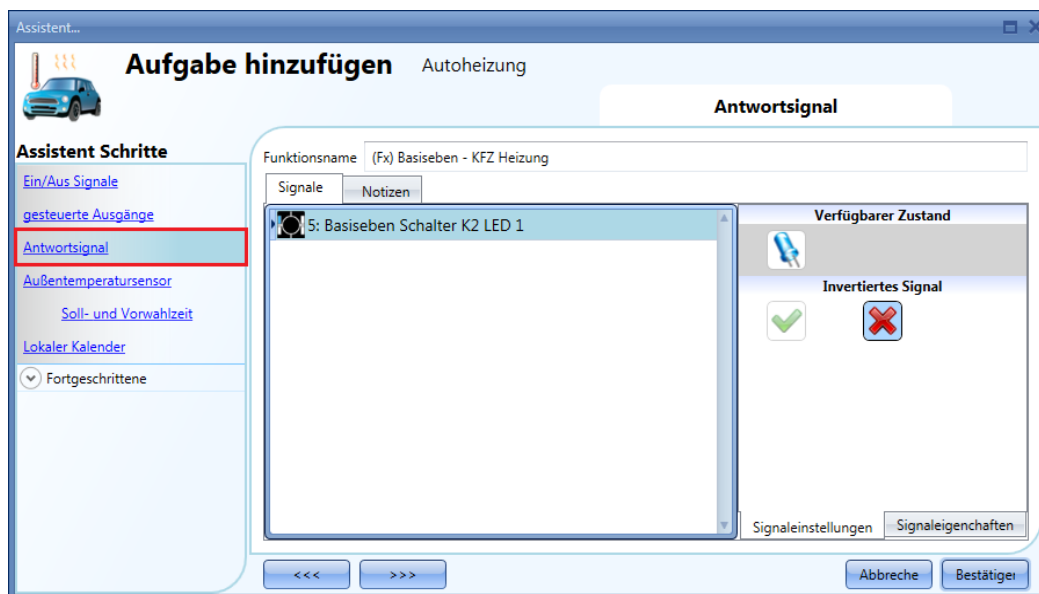 Assistent...
Aufgabe hinzufügen Autoheizung
Antwortsignal
Assistent Schritte
Ein/Aus Signale
gesteuerte Ausgänge
Antwortsignal
Außentemperatursensor
Soll- und Vorwahlzeit
Lokaler Kalender
Fortgeschrittene
Funktionsname (Fx) Basiseben - KFZ Heizung
Signale Notizen
5: Basiseben Schalter K2 LED 1
Verfügbarer Zustand
Invertiertes Signal
Signaleinstellungen Signaleigenchaften
<<< >>>
Abbreche Bestätiger